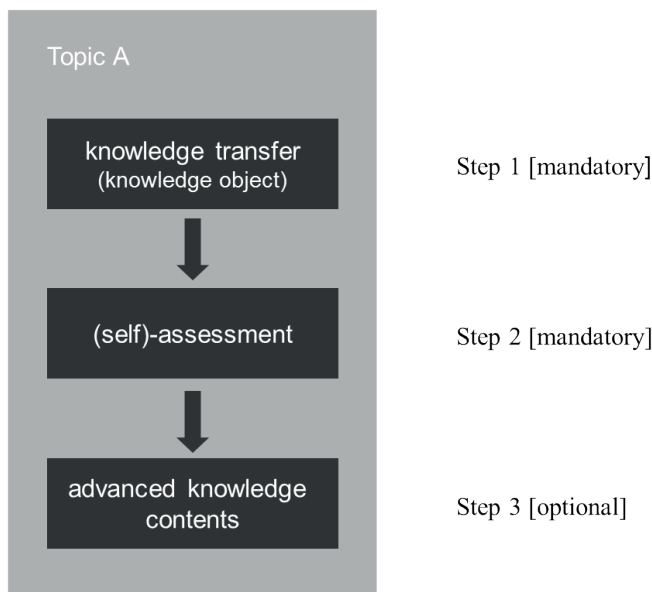 Topic A
knowledge transfer
(knowledge object)
Step 1 [mandatory]
(self)-assessment
Step 2 [mandatory]
advanced knowledge
contents
Step 3 [optional]